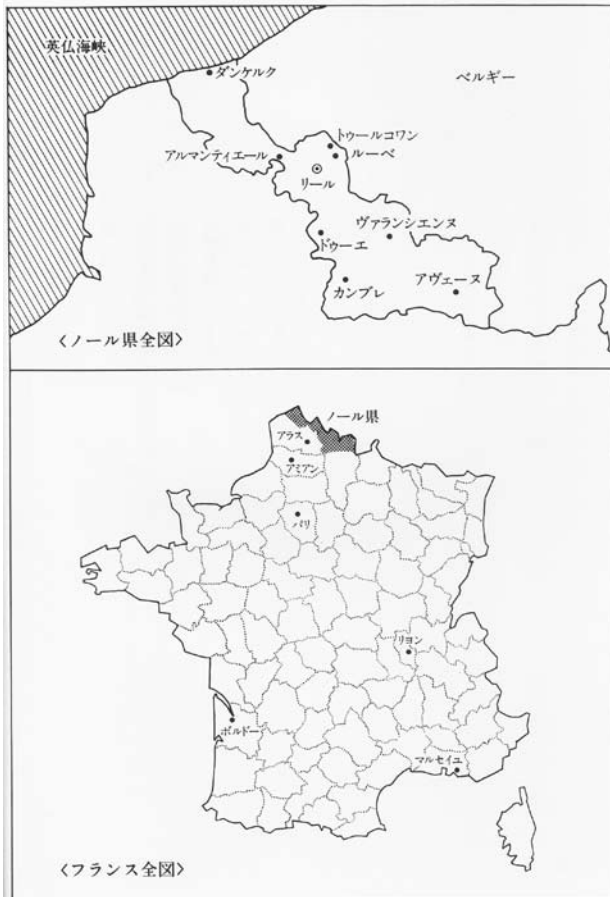 英仏海峡
ダンケルク
ベルギー
トゥールコワン
アルマンティエール
ルーベ
リール
ヴァランシエンヌ
ドゥーエ
カンブレ
アヴェーヌ
〈ノール県全図〉
ノール県
アラス
アミアン
パリ
リヨン
ボルドー
マルセイユ
〈フランス全図〉